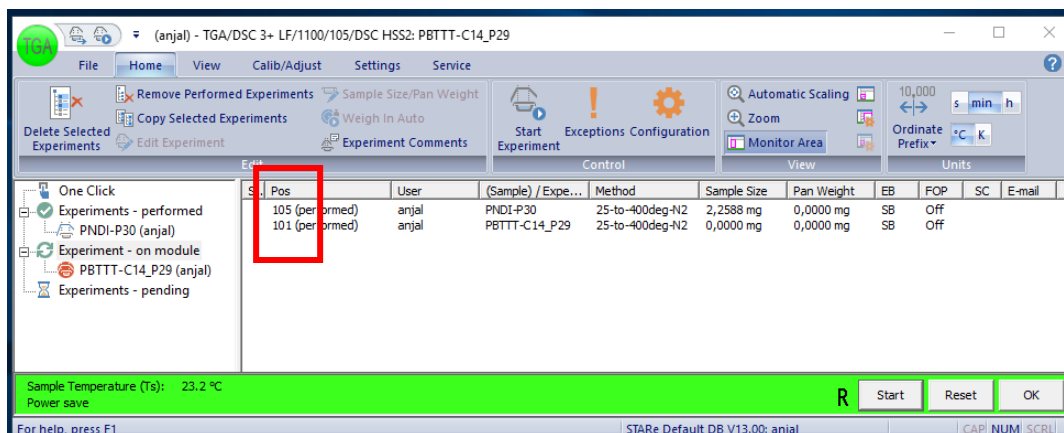 TGA
(anjal) - TGA/DSC 3+ LF/1100/105/DSC HSS2: PBTTT-C14_P29
File Home View Calib/Adjust Settings Service
Delete Selected Experiments
Remove Performed Experiments
Copy Selected Experiments
Edit Experiment
Sample Size/Pan Weight
Weigh In Auto
Experiment Comments
Edit
Start Experiment
Exceptions
Configuration
Control
Automatic Scaling
Zoom
Monitor Area
View
10,000
Ordinate Prefix
s min h
°C K
Units
One Click
Experiments - performed
PNDI-P30 (anjal)
Experiment - on module
PBTTT-C14_P29 (anjal)
Experiments - pending
S.. Pos User (Sample) / Expe... Method Sample Size Pan Weight EB FOP SC E-mail
105 (performed) anjal PNDI-P30 25-to-400deg-N2 2,2588 mg 0,0000 mg SB Off
101 (performed) anjal PBTTT-C14_P29 25-to-400deg-N2 0,0000 mg 0,0000 mg SB Off
Sample Temperature (Ts): 23.2 °C
Power save
R Start Reset OK
For help, press F1 STARe Default DB V13.00: anjal CAP NUM SCRL